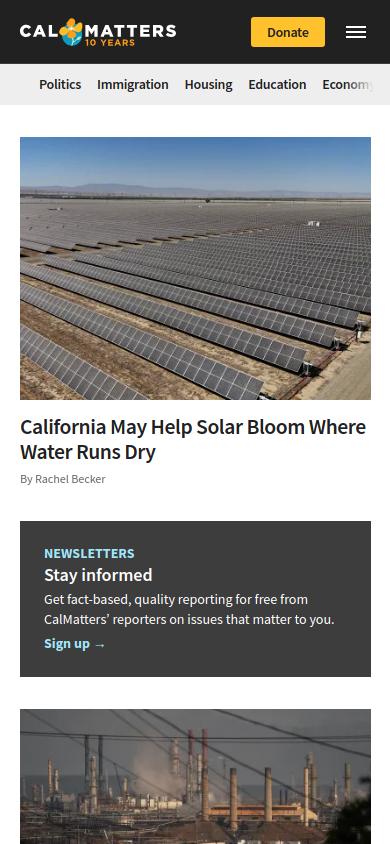 CALMATTERS
10 YEARS
Donate
Politics Immigration Housing Education Economy
California May Help Solar Bloom Where
Water Runs Dry
By Rachel Becker
NEWSLETTERS
Stay informed
Get fact-based, quality reporting for free from
CalMatters’ reporters on issues that matter to you.
Sign up →